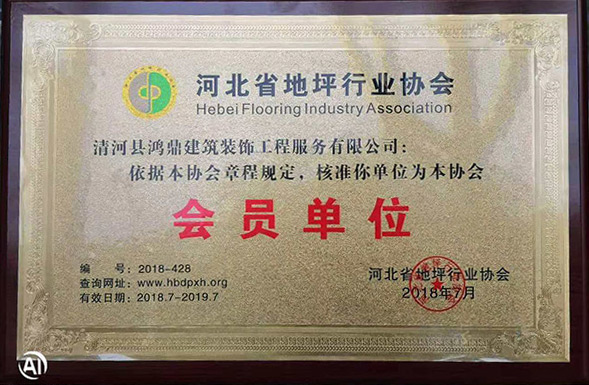 河北省地坪行业协会
Hebei Flooring Industry Association
清河县鸿鼎建筑装饰工程服务有限公司：
依据本协会章程规定，核准你单位为本协会
会员单位
编 号：2018-428
查询网址：www.hbdpxh.org
有效日期：2018.7-2019.7
河北省地坪行业协会
2018年7月
AI